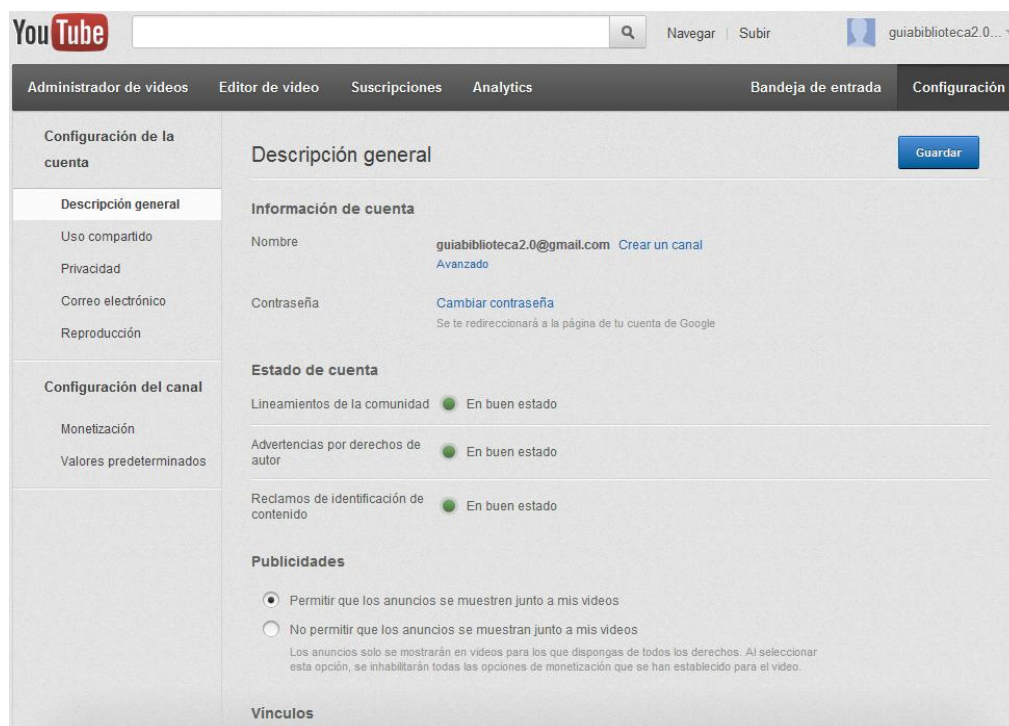 YouTube
Navegar | Subir
guiabiblioteca2.0...
Administrador de videos
Editor de video
Suscripciones
Analytics
Bandeja de entrada
Configuración
Configuración de la
cuenta
Descripción general
Uso compartido
Privacidad
Correo electrónico
Reproducción
Configuración del canal
Monetización
Valores predeterminados
Descripción general
Guardar
Información de cuenta
Nombre
guiabiblioteca2.0@gmail.com Crear un canal
Avanzado
Contraseña
Cambiar contraseña
Se te redireccionará a la página de tu cuenta de Google
Estado de cuenta
Lineamientos de la comunidad
En buen estado
Advertencias por derechos de
autor
En buen estado
Reclamos de identificación de
contenido
En buen estado
Publicidades
Permitir que los anuncios se muestren junto a mis videos
No permitir que los anuncios se muestran junto a mis videos
Los anuncios solo se mostrarán en videos para los que dispongas de todos los derechos. Al seleccionar
esta opción, se inhabilitarán todas las opciones de monetización que se han establecido para el video.
Vínculos